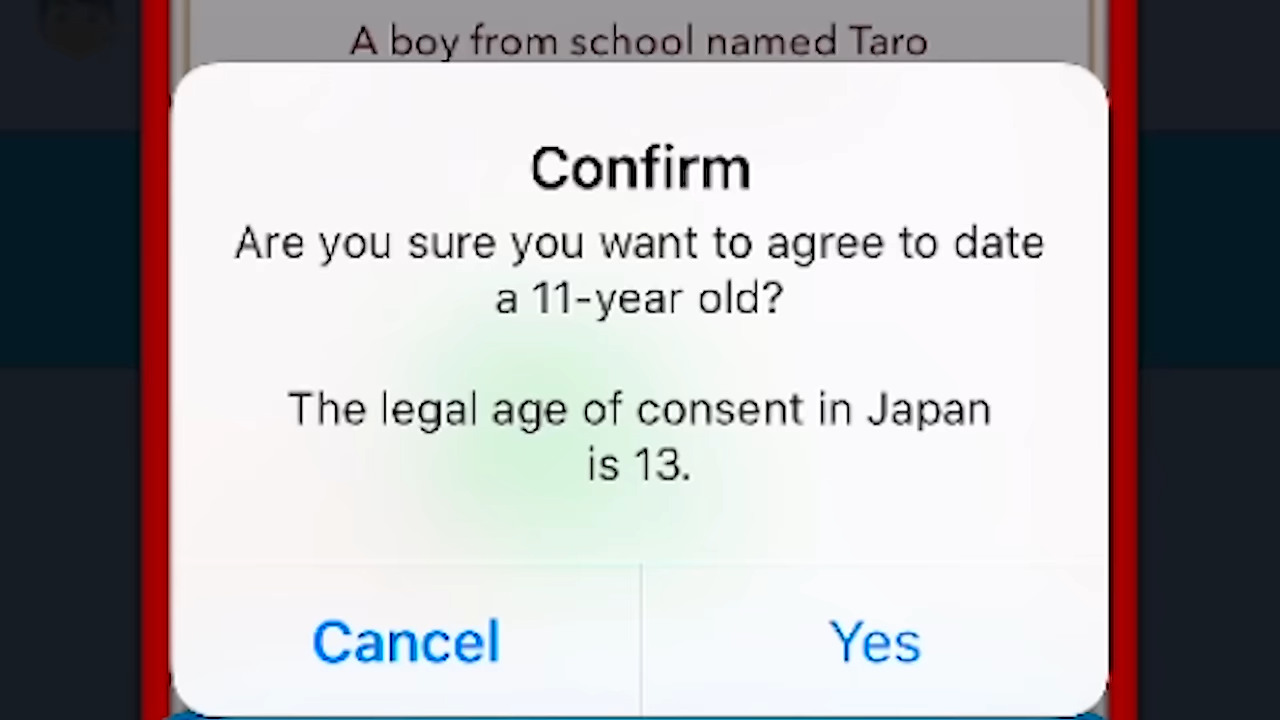 A boy from school named Taro
Confirm
Are you sure you want to agree to date
a 11-year old?
The legal age of consent in Japan
is 13.
Cancel
Yes